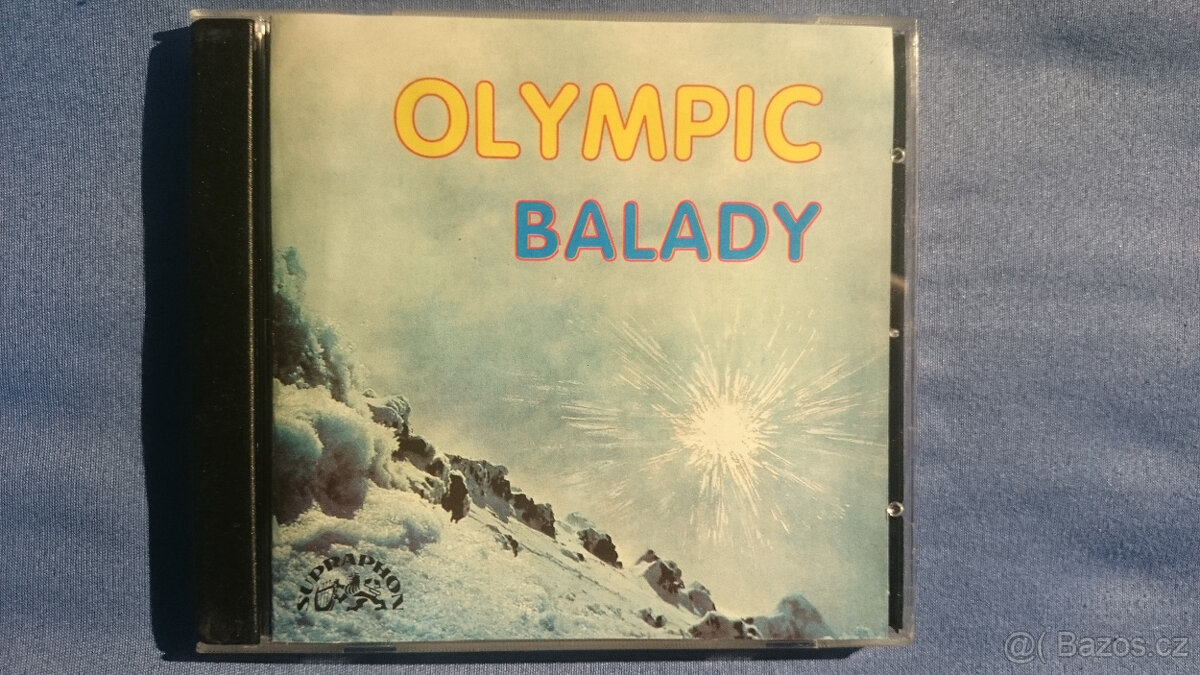 OLYMPIC
BALADY
SUPRAPHON
@( Bazos.cz